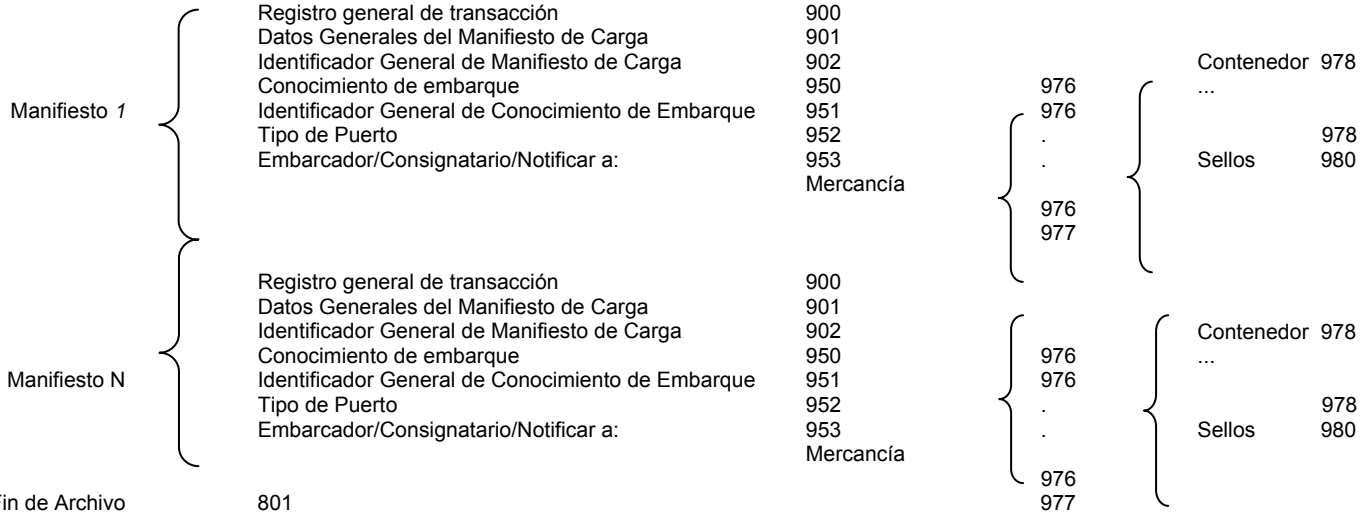 Registro general de transacción 900
Datos Generales del Manifiesto de Carga 901
Identificador General de Manifiesto de Carga 902 Contenedor 978
Conocimiento de embarque 950 976 ...
Manifiesto 1 Identificador General de Conocimiento de Embarque 951 976
Tipo de Puerto 952 . 978
Embarcador/Consignatario/Notificar a: 953 . Sellos 980
Mercancía
976
977
Registro general de transacción 900
Datos Generales del Manifiesto de Carga 901
Identificador General de Manifiesto de Carga 902 Contenedor 978
Conocimiento de embarque 950 976 ...
Manifiesto N Identificador General de Conocimiento de Embarque 951 976
Tipo de Puerto 952 . 978
Embarcador/Consignatario/Notificar a: 953 . Sellos 980
Mercancía
976
in de Archivo 801 977